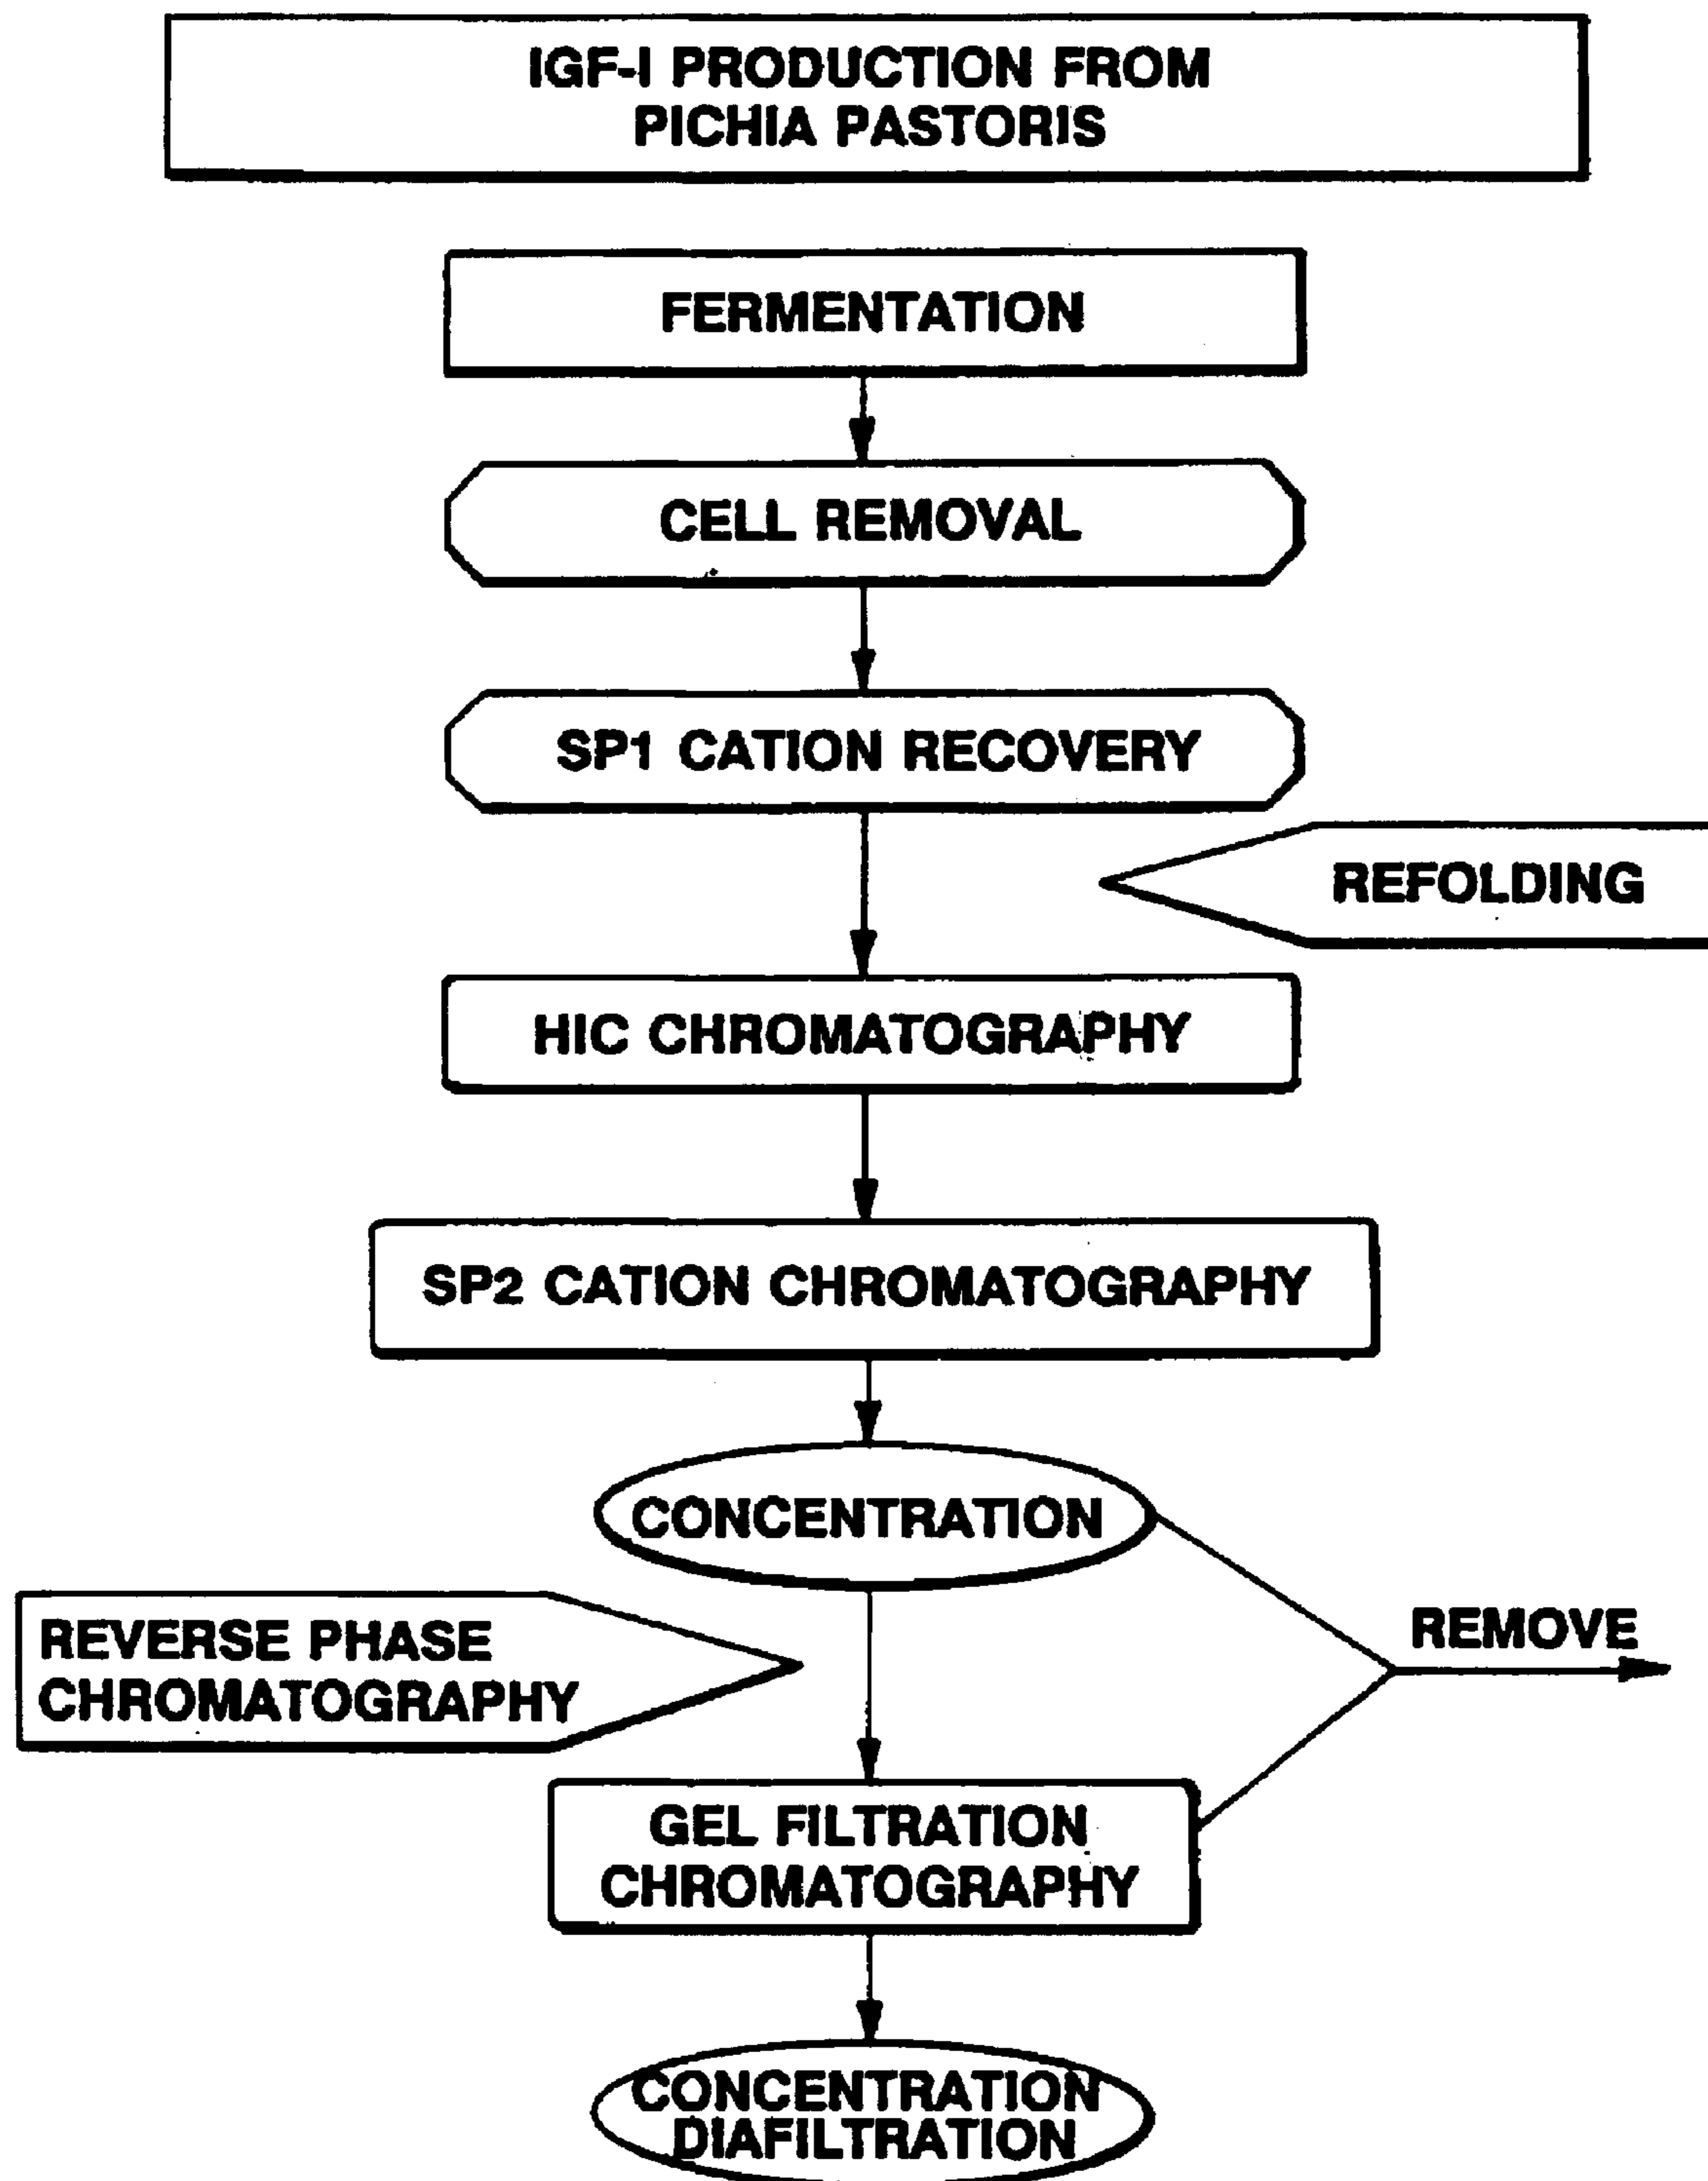 IGF-I PRODUCTION FROM
PICHIA PASTORIS
FERMENTATION
CELL REMOVAL
SP1 CATION RECOVERY
REFOLDING
HIC CHROMATOGRAPHY
SP2 CATION CHROMATOGRAPHY
CONCENTRATION
REVERSE PHASE
CHROMATOGRAPHY
REMOVE
GEL FILTRATION
CHROMATOGRAPHY
CONCENTRATION
DIAFILTRATION